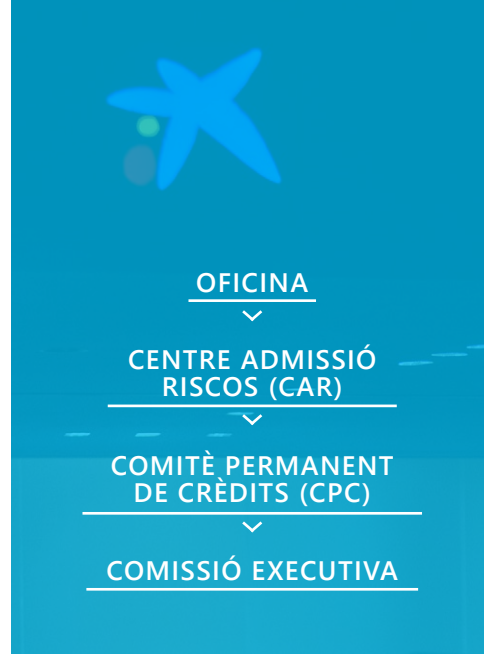 OFICINA
CENTRE ADMISSIÓ
RISCOS (CAR)
COMITÈ PERMANENT
DE CRÈDITS (CPC)
COMISSIÓ EXECUTIVA